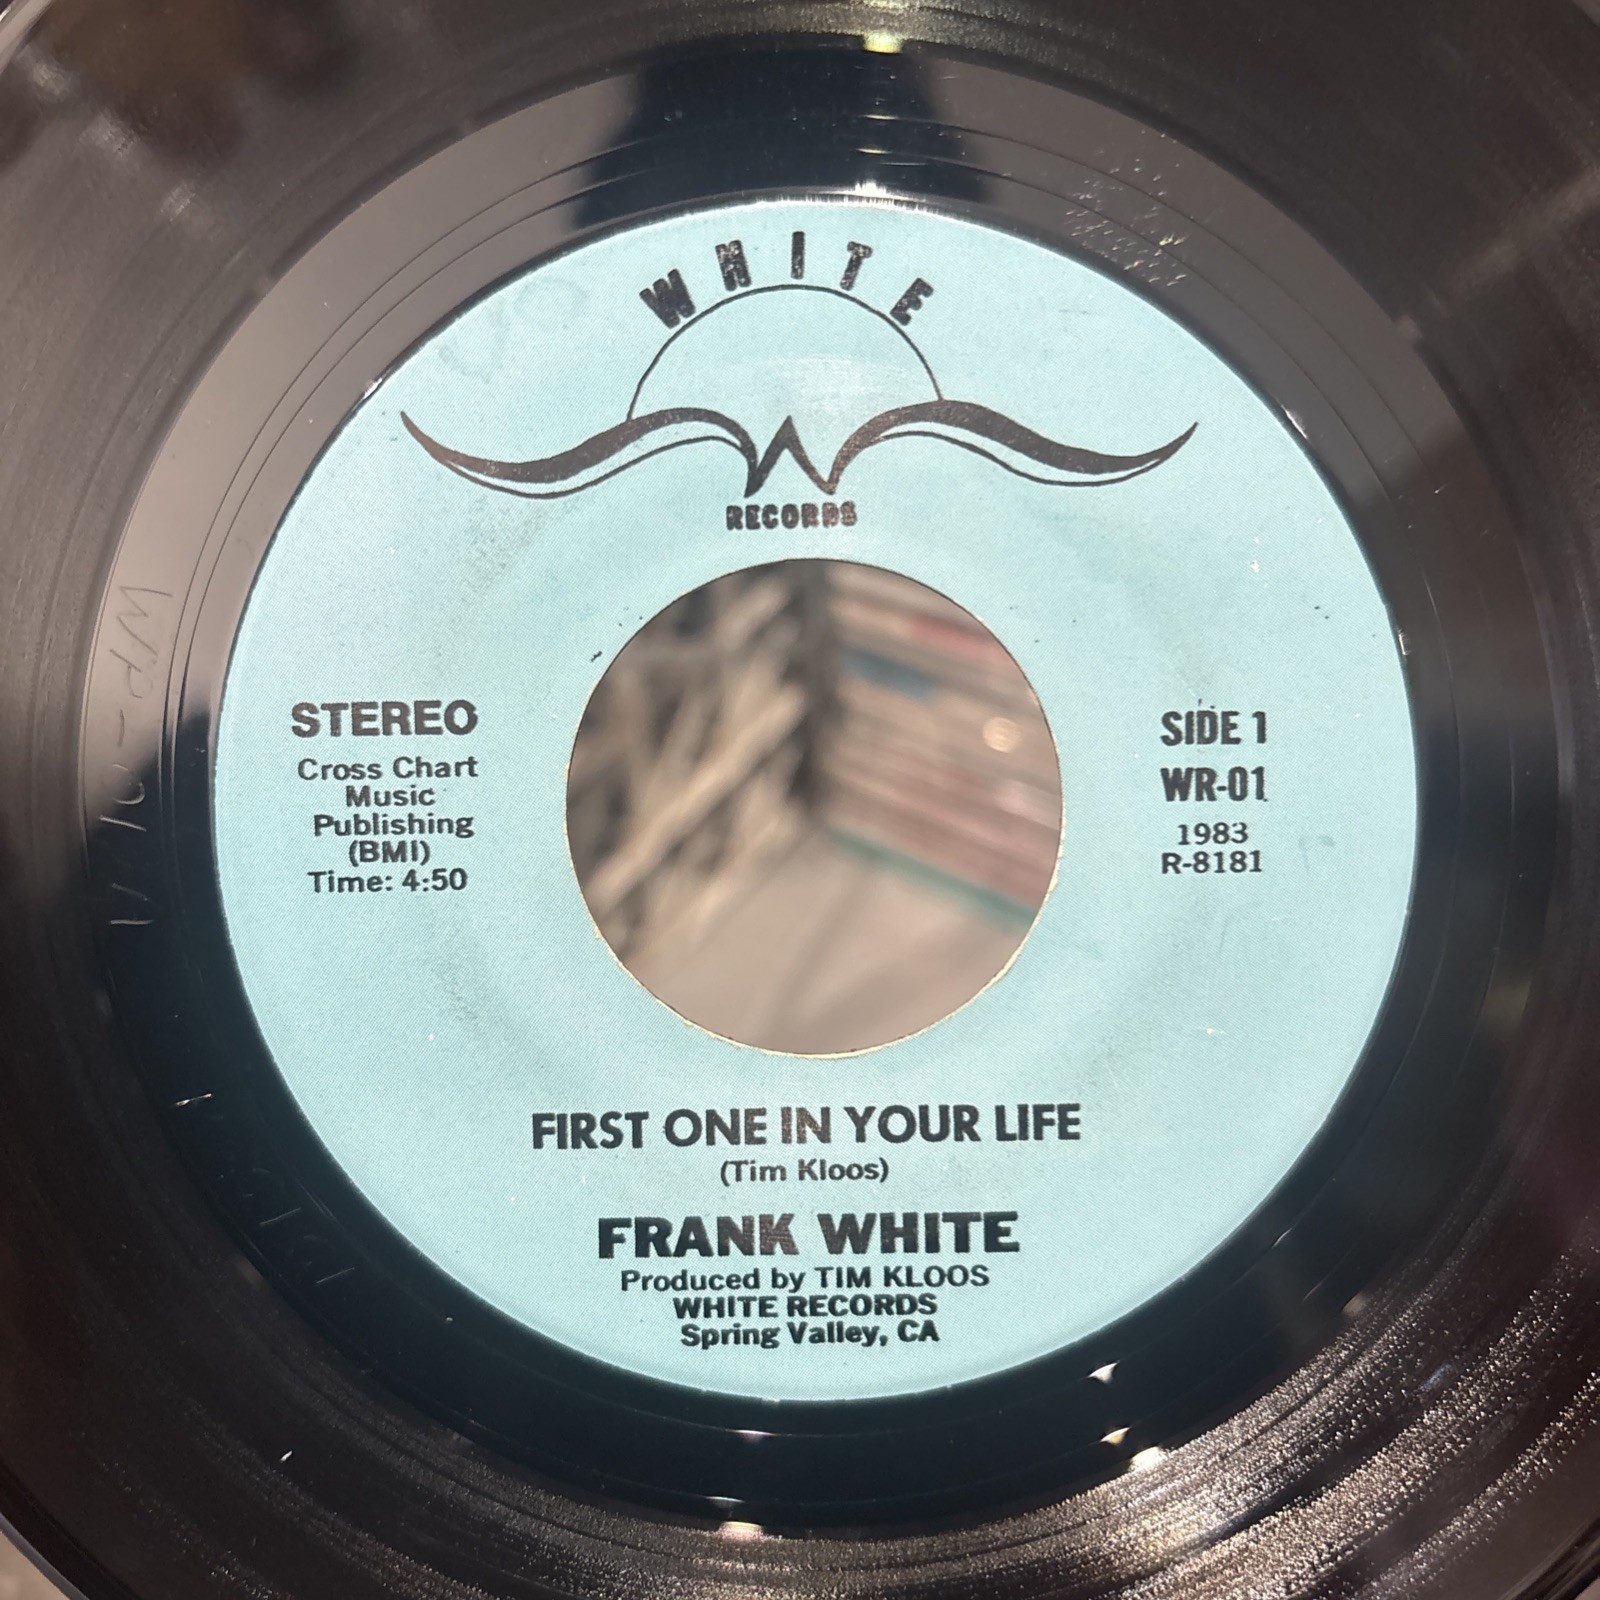 WHITE
RECORDS
STEREO
Cross Chart
Music
Publishing
(BMI)
Time: 4:50
SIDE 1
WR-01
1983
R-8181
FIRST ONE IN YOUR LIFE
(Tim Kloos)
FRANK WHITE
Produced by TIM KLOOS
WHITE RECORDS
Spring Valley, CA